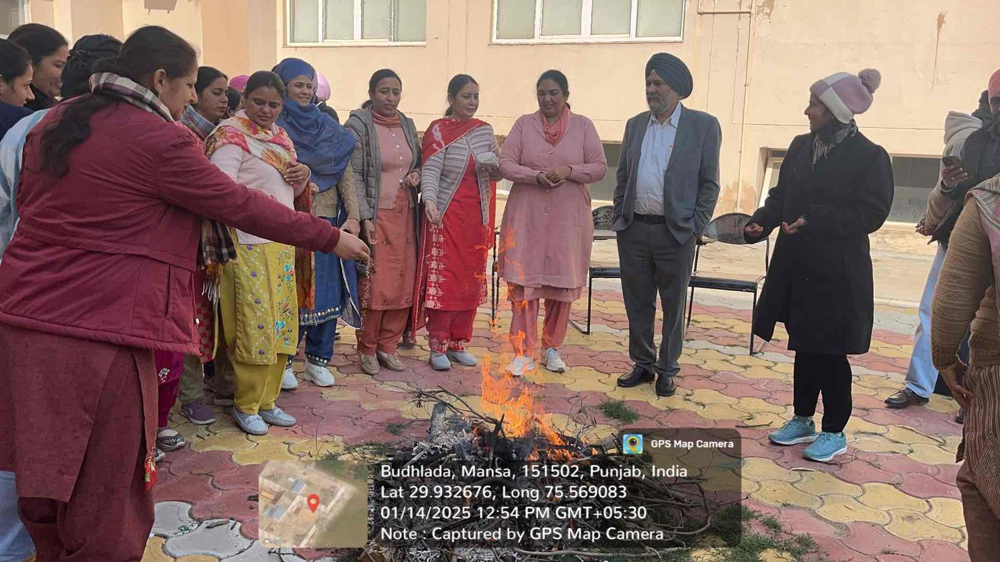 GPS Map Camera
Budhlada, Mansa, 151502, Punjab, India
Lat 29.932676, Long 75.569083
01/14/2025 12:54 PM GMT+05:30
Note : Captured by GPS Map Camera